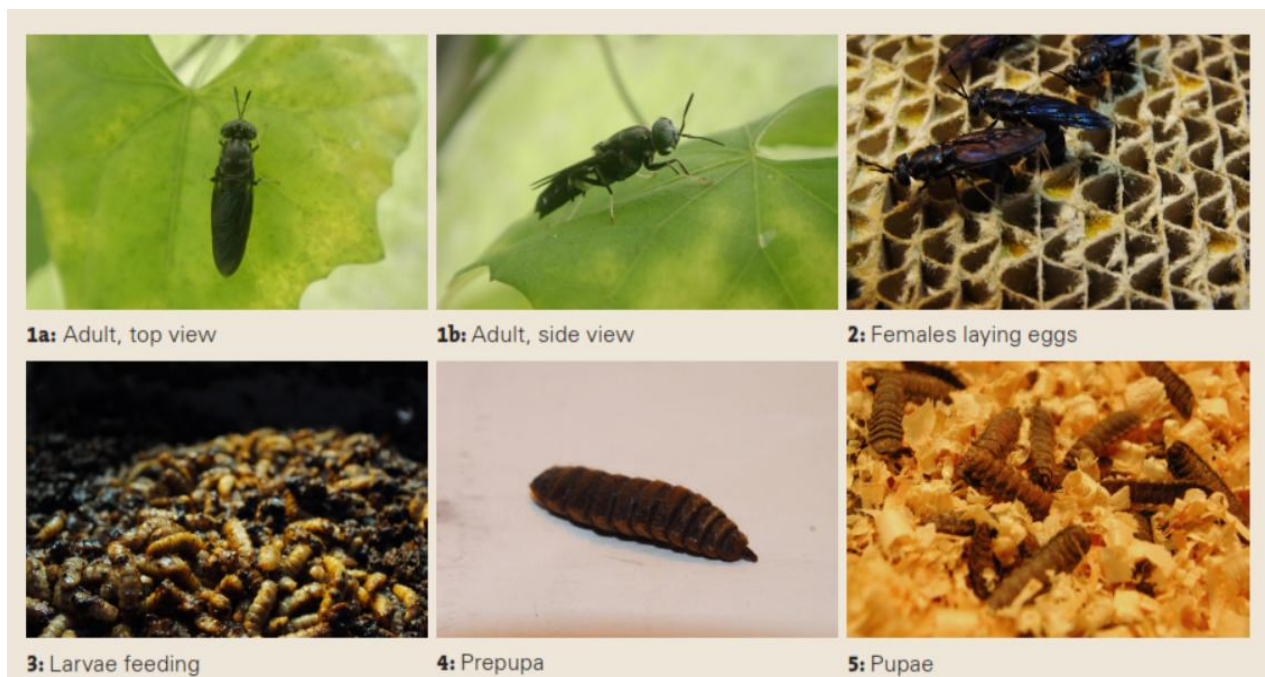 1a: Adult, top view
1b: Adult, side view
2: Females laying eggs
3: Larvae feeding
4: Prepupa
5: Pupae